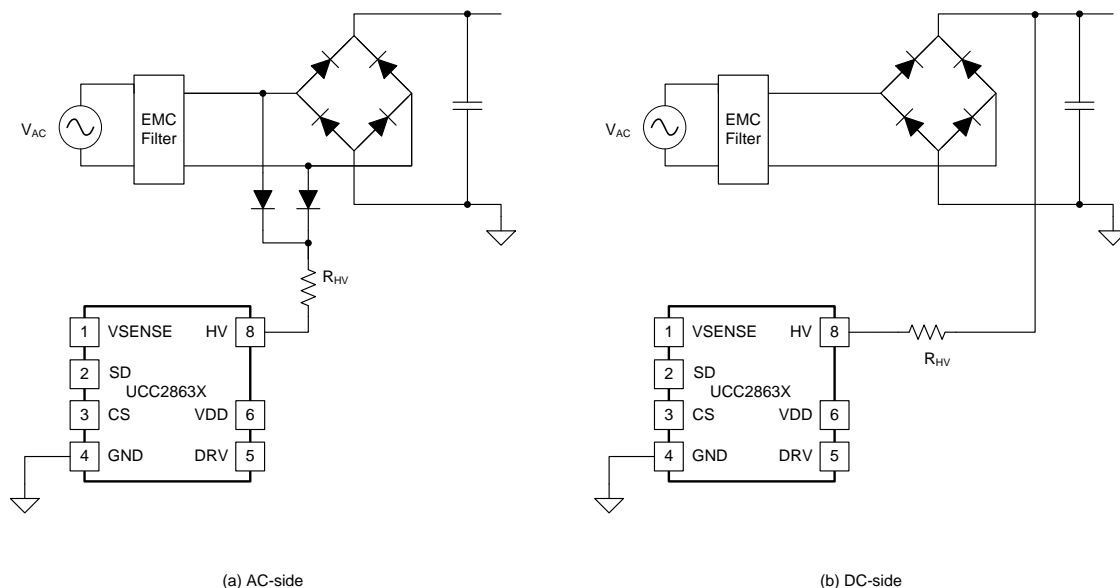 V_AC
EMC
Filter
R_HV
1 VSENSE HV 8
2 SD
UCC2863X
3 CS VDD 6
4 GND DRV 5
(a) AC-side
V_AC
EMC
Filter
R_HV
1 VSENSE HV 8
2 SD
UCC2863X
3 CS VDD 6
4 GND DRV 5
(b) DC-side